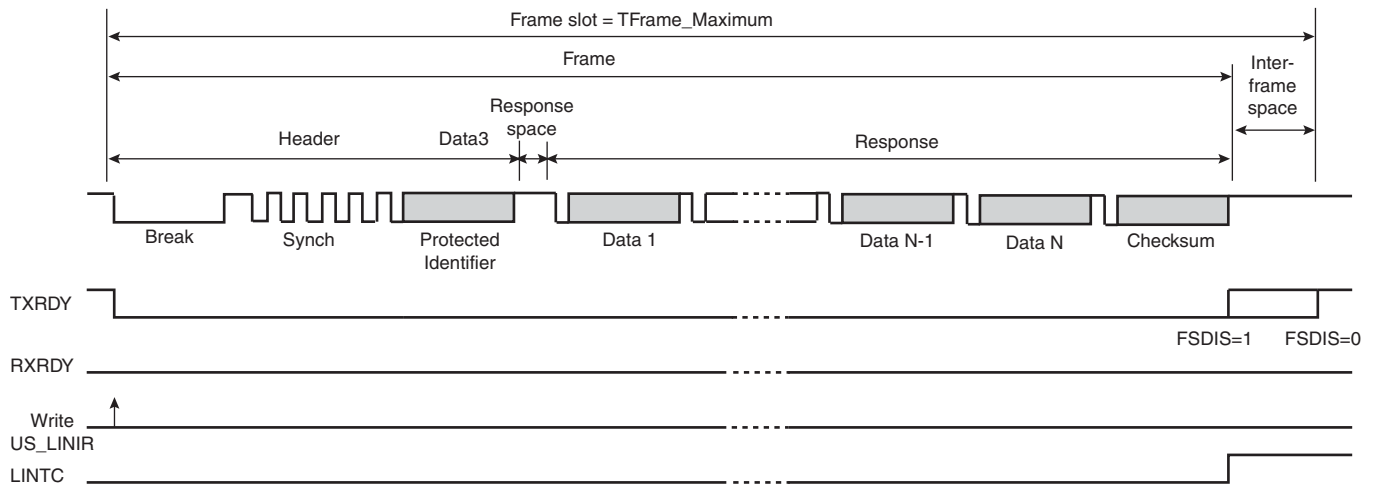 Frame slot = TFrame_Maximum
Frame
Inter-
frame
space
Response
space
Header
Data3
Response
Break
Synch
Protected
Identifier
Data 1
Data N-1
Data N
Checksum
TXRDY
FSDIS=1
FSDIS=0
RXRDY
Write
US_LINIR
LINTC